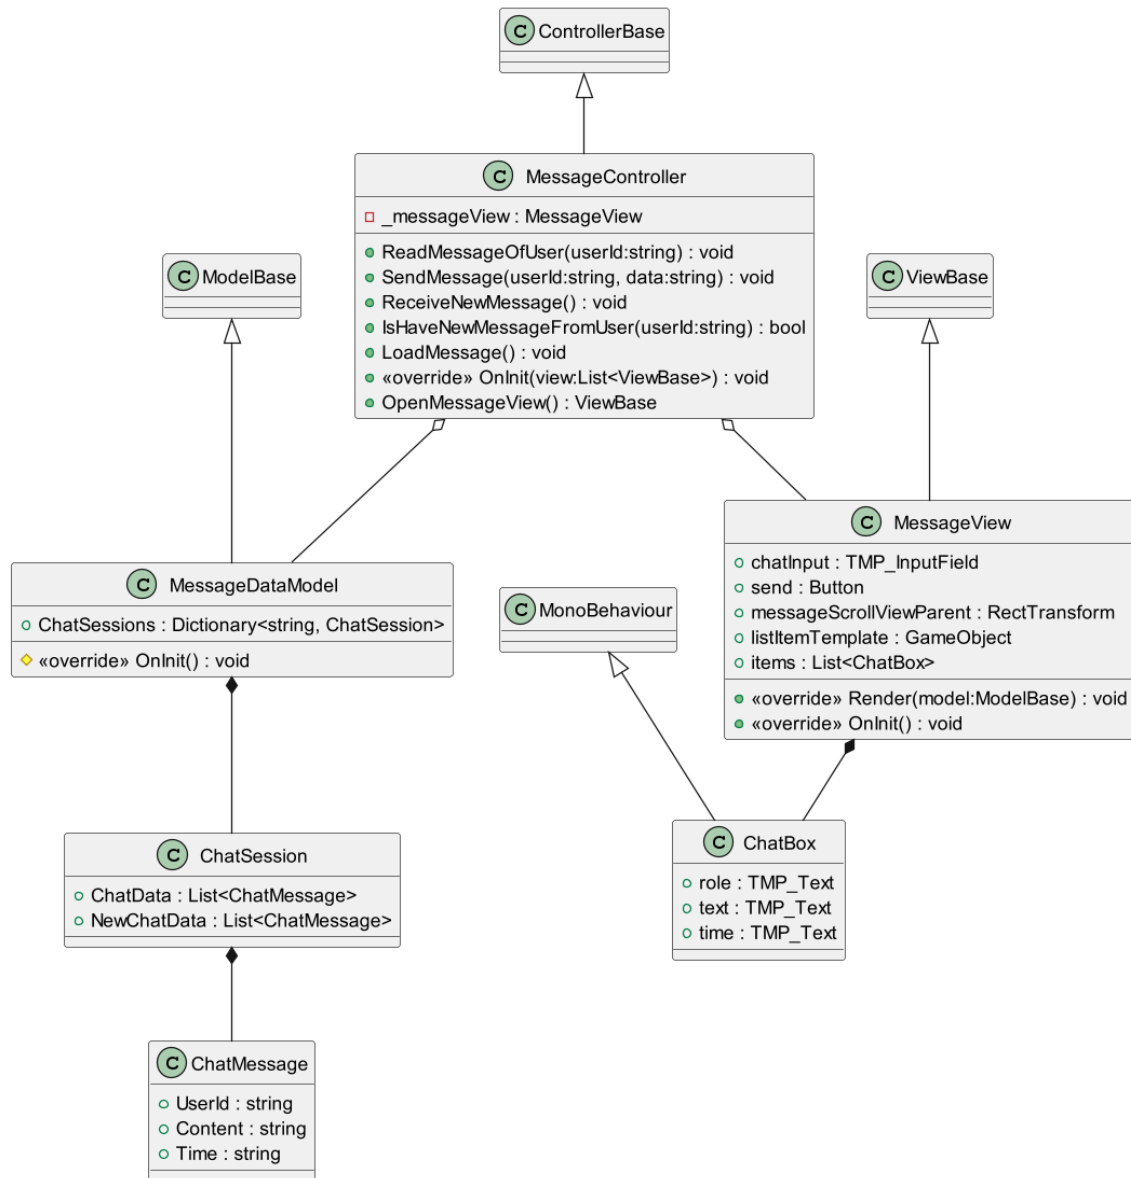 C ControllerBase
C MessageController
_messageView : MessageView
ReadMessageOfUser(userId:string) : void
SendMessage(userId:string, data:string) : void
ReceiveNewMessage() : void
IsHaveNewMessageFromUser(userId:string) : bool
LoadMessage() : void
«override» OnInit(view:List<ViewBase>) : void
OpenMessageView() : ViewBase
C ModelBase
C ViewBase
C MessageDataModel
ChatSessions : Dictionary<string, ChatSession>
«override» OnInit() : void
C MessageView
chatInput : TMP_InputField
send : Button
messageScrollViewParent : RectTransform
listItemTemplate : GameObject
items : List<ChatBox>
«override» Render(model:ModelBase) : void
«override» OnInit() : void
C MonoBehaviour
C ChatSession
ChatData : List<ChatMessage>
NewChatData : List<ChatMessage>
C ChatBox
role : TMP_Text
text : TMP_Text
time : TMP_Text
C ChatMessage
UserId : string
Content : string
Time : string